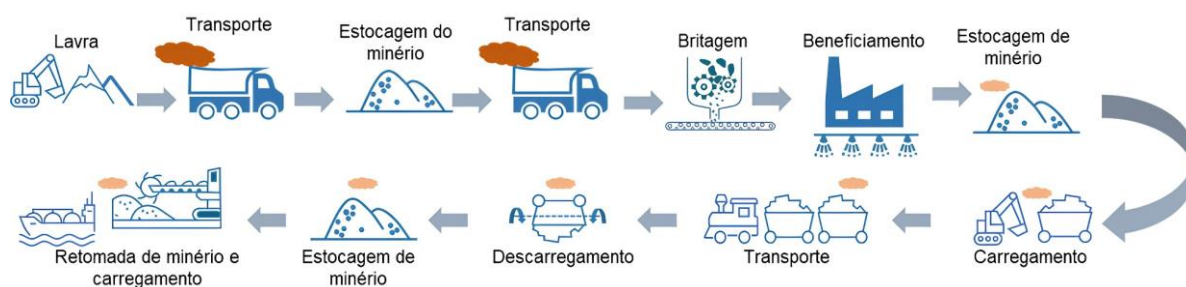 Lavra
Transporte
Estocagem do
minério
Transporte
Britagem
Beneficiamento
Estocagem de
minério
Retomada de minério e
carregamento
Estocagem de
minério
Descarregamento
Transporte
Carregamento